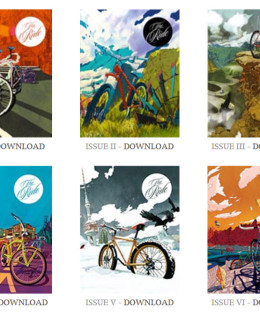 The Ride
The Ride
DOWNLOAD
ISSUE II - DOWNLOAD
ISSUE III - DO
The Ride
The Ride
DOWNLOAD
ISSUE V - DOWNLOAD
ISSUE VI - DO